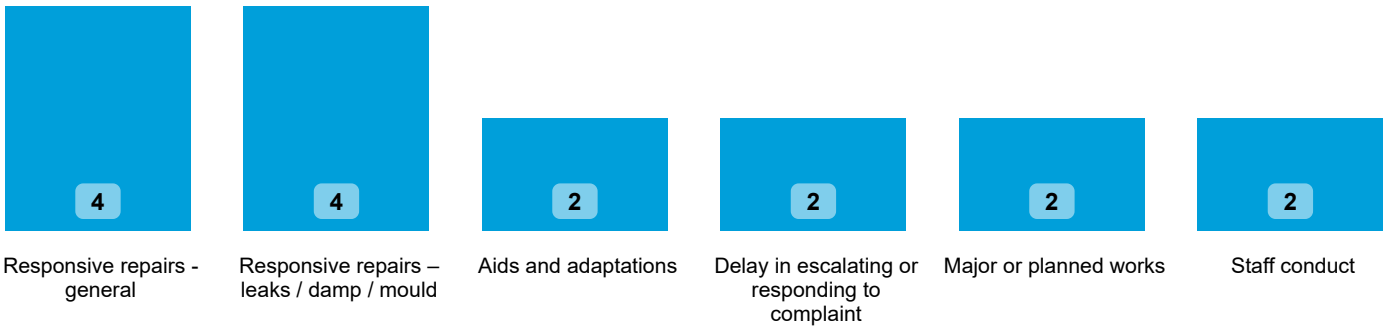 4
4
2
2
2
2
Responsive repairs -
general
Responsive repairs –
leaks / damp / mould
Aids and adaptations
Delay in escalating or
responding to
complaint
Major or planned works
Staff conduct